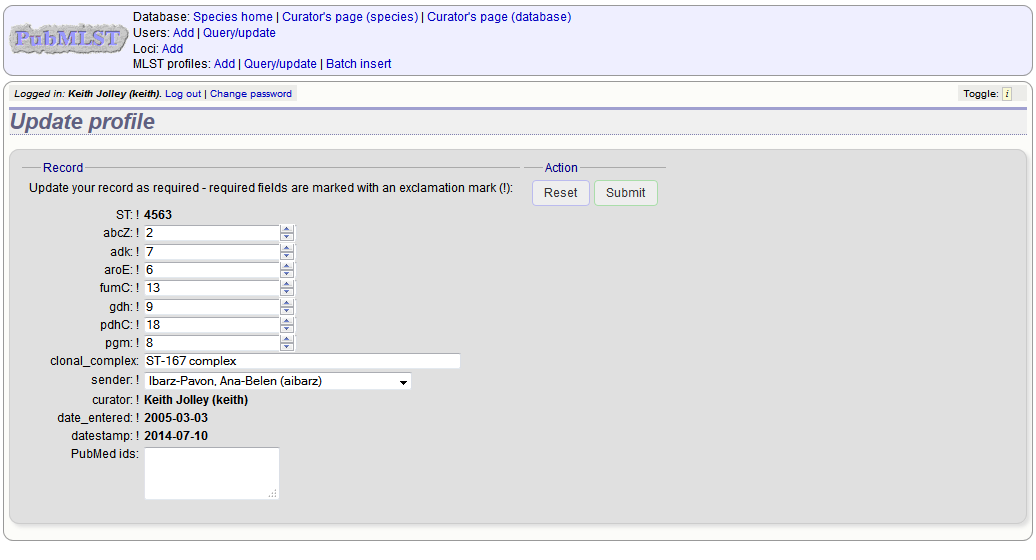 PubMLST
Database: Species home | Curator's page (species) | Curator's page (database)
Users: Add | Query/update
Loci: Add
MLST profiles: Add | Query/update | Batch insert
Logged in: Keith Jolley (keith). Log out | Change password
Toggle: i
Update profile
Record
Action
Update your record as required - required fields are marked with an exclamation mark (!):
Reset
Submit
ST: ! 4563
abcZ: ! 2
adk: ! 7
aroE: ! 6
fumC: ! 13
gdh: ! 9
pdhC: ! 18
pgm: ! 8
clonal_complex: ST-167 complex
sender: ! Ibarz-Pavon, Ana-Belen (aibarz)
curator: ! Keith Jolley (keith)
date_entered: ! 2005-03-03
datestamp: ! 2014-07-10
PubMed ids: